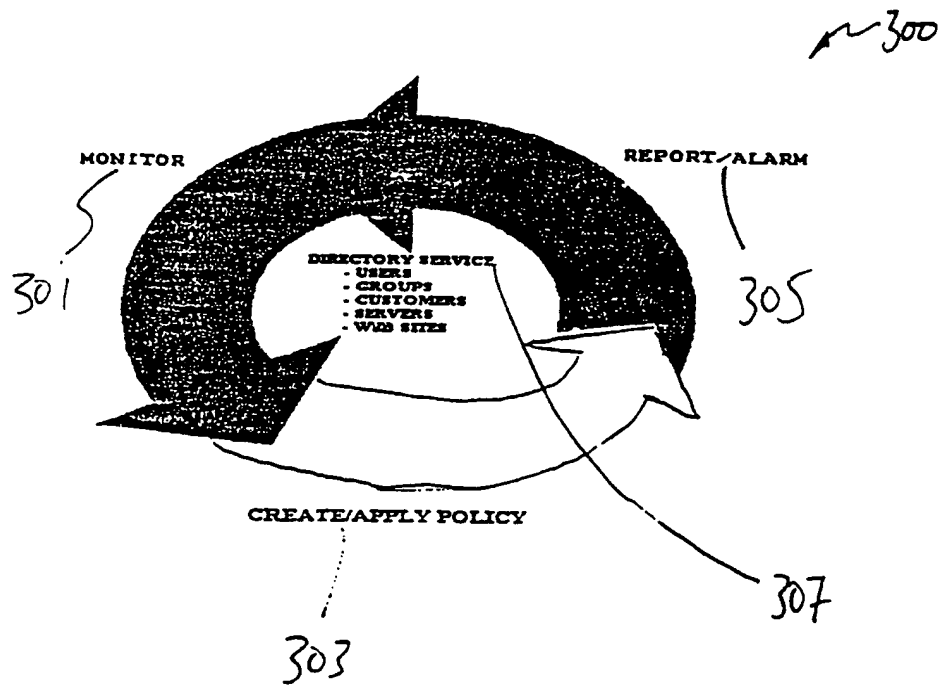 300
MONITOR
REPORT/ALARM
301
DIRECTORY SERVICE
- USERS
- GROUPS
- CUSTOMERS
- SERVERS
- WEB SITES
305
CREATE/APPLY POLICY
307
303